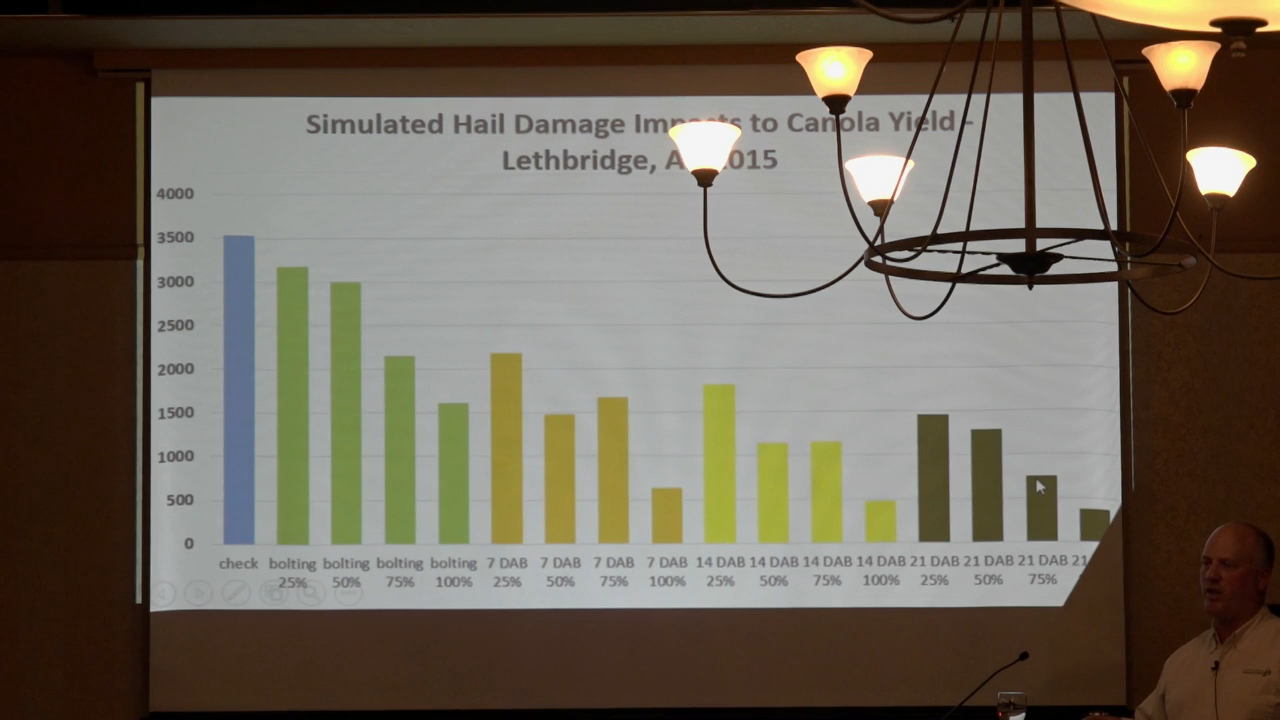 Simulated Hail Damage Impacts to Canola Yield -
Lethbridge, A 2015
4000
3500
3000
2500
2000
1500
1000
500
0
check bolting bolting bolting bolting 7 DAB 7 DAB 7 DAB 7 DAB 14 DAB 14 DAB 14 DAB 14 DAB 21 DAB 21 DAB 21 DAB 21
25% 50% 75% 100% 25% 50% 75% 100% 25% 50% 75% 100% 25% 50% 75%